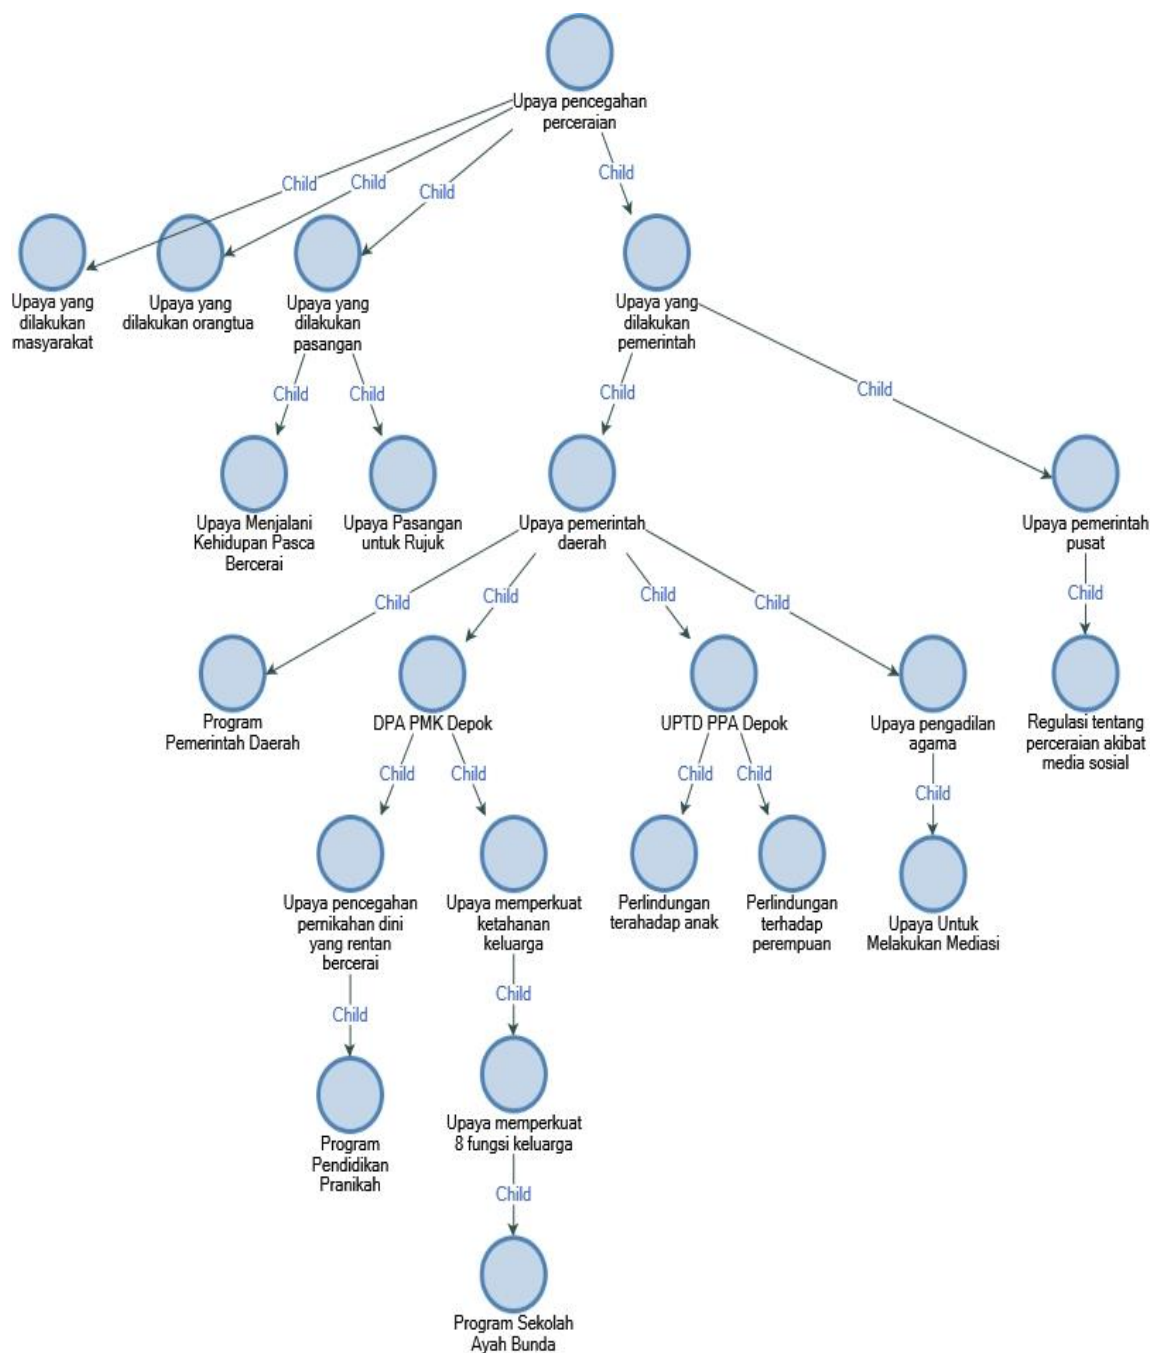 Upaya pencegahan
perceraian
Child
Child
Child
Child
Upaya yang
dilakukan
masyarakat
Upaya yang
dilakukan orangtua
Upaya yang
dilakukan
pasangan
Upaya yang
dilakukan
pemerintah
Child
Child
Child
Child
Upaya Menjalani
Kehidupan Pasca
Bercerai
Upaya Pasangan
untuk Rujuk
Upaya pemerintah
daerah
Upaya pemerintah
pusat
Child
Child
Child
Child
Child
Program
Pemerintah Daerah
DPA PMK Depok
UPTD PPA Depok
Upaya pengadilan
agama
Regulasi tentang
perceraian akibat
media sosial
Child
Child
Child
Child
Child
Upaya pencegahan
pernikahan dini
yang rentan
bercerai
Upaya memperkuat
ketahanan
keluarga
Perlindungan
terahadap anak
Perlindungan
terhadap
perempuan
Upaya Untuk
Melakukan Mediasi
Child
Child
Program
Pendidikan
Pranikah
Upaya memperkuat
8 fungsi keluarga
Child
Program Sekolah
Ayah Bunda